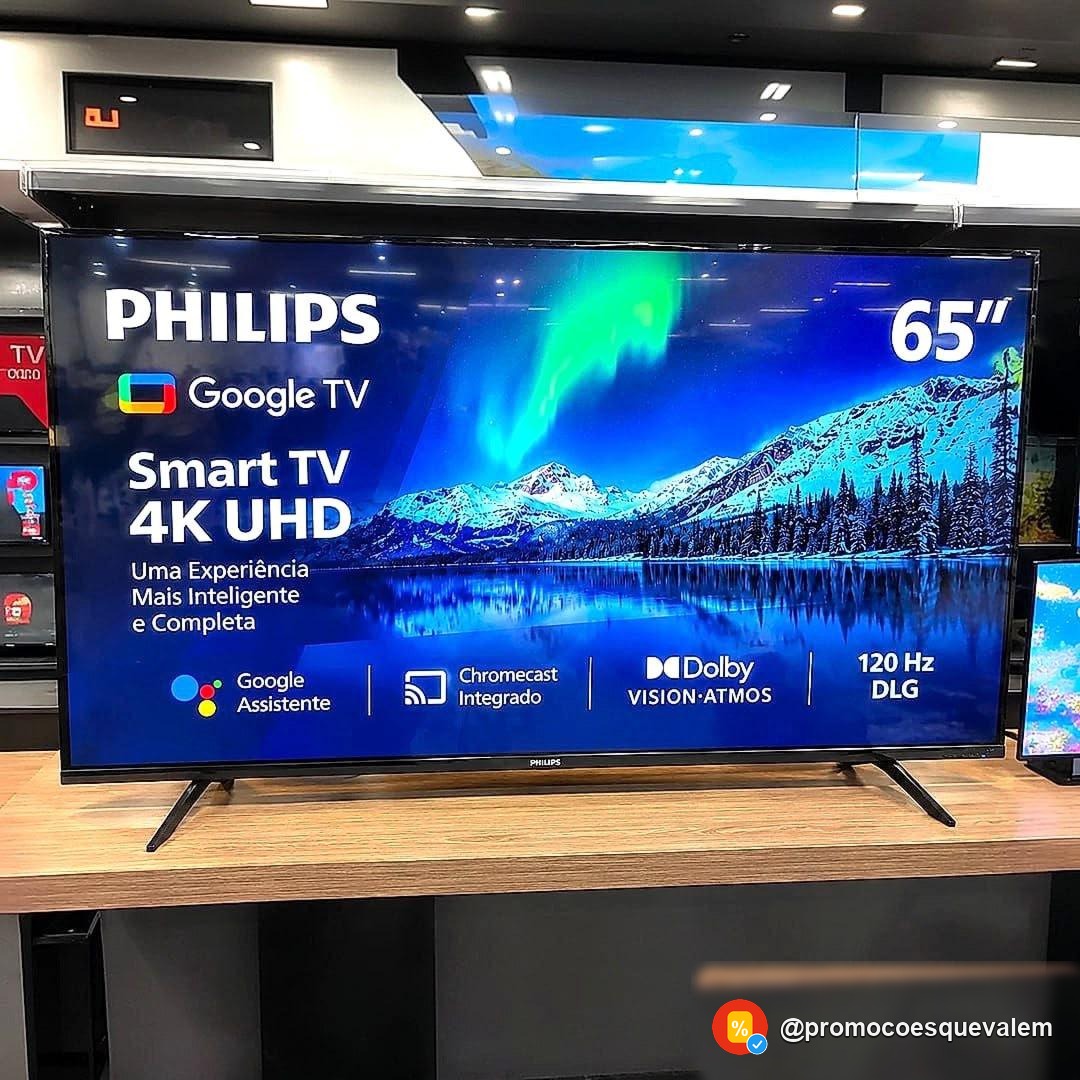 PHILIPS
65"
Google TV
Smart TV
4K UHD
Uma Experiência
Mais Inteligente
e Completa
Google
Assistente
Chromecast
Integrado
Dolby
VISION·ATMOS
120 Hz
DLG
PHILIPS
TV
%
@promocoesquevalem